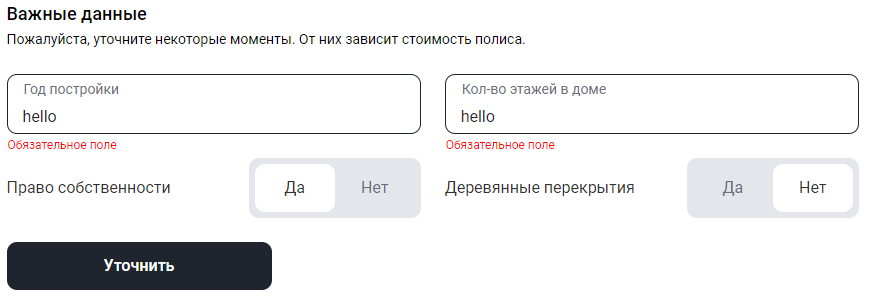 Важные данные
Пожалуйста, уточните некоторые моменты. От них зависит стоимость полиса.
Год постройки
hello
Обязательное поле
Кол-во этажей в доме
hello
Обязательное поле
Право собственности Да Нет
Деревянные перекрытия Да Нет
Уточнить